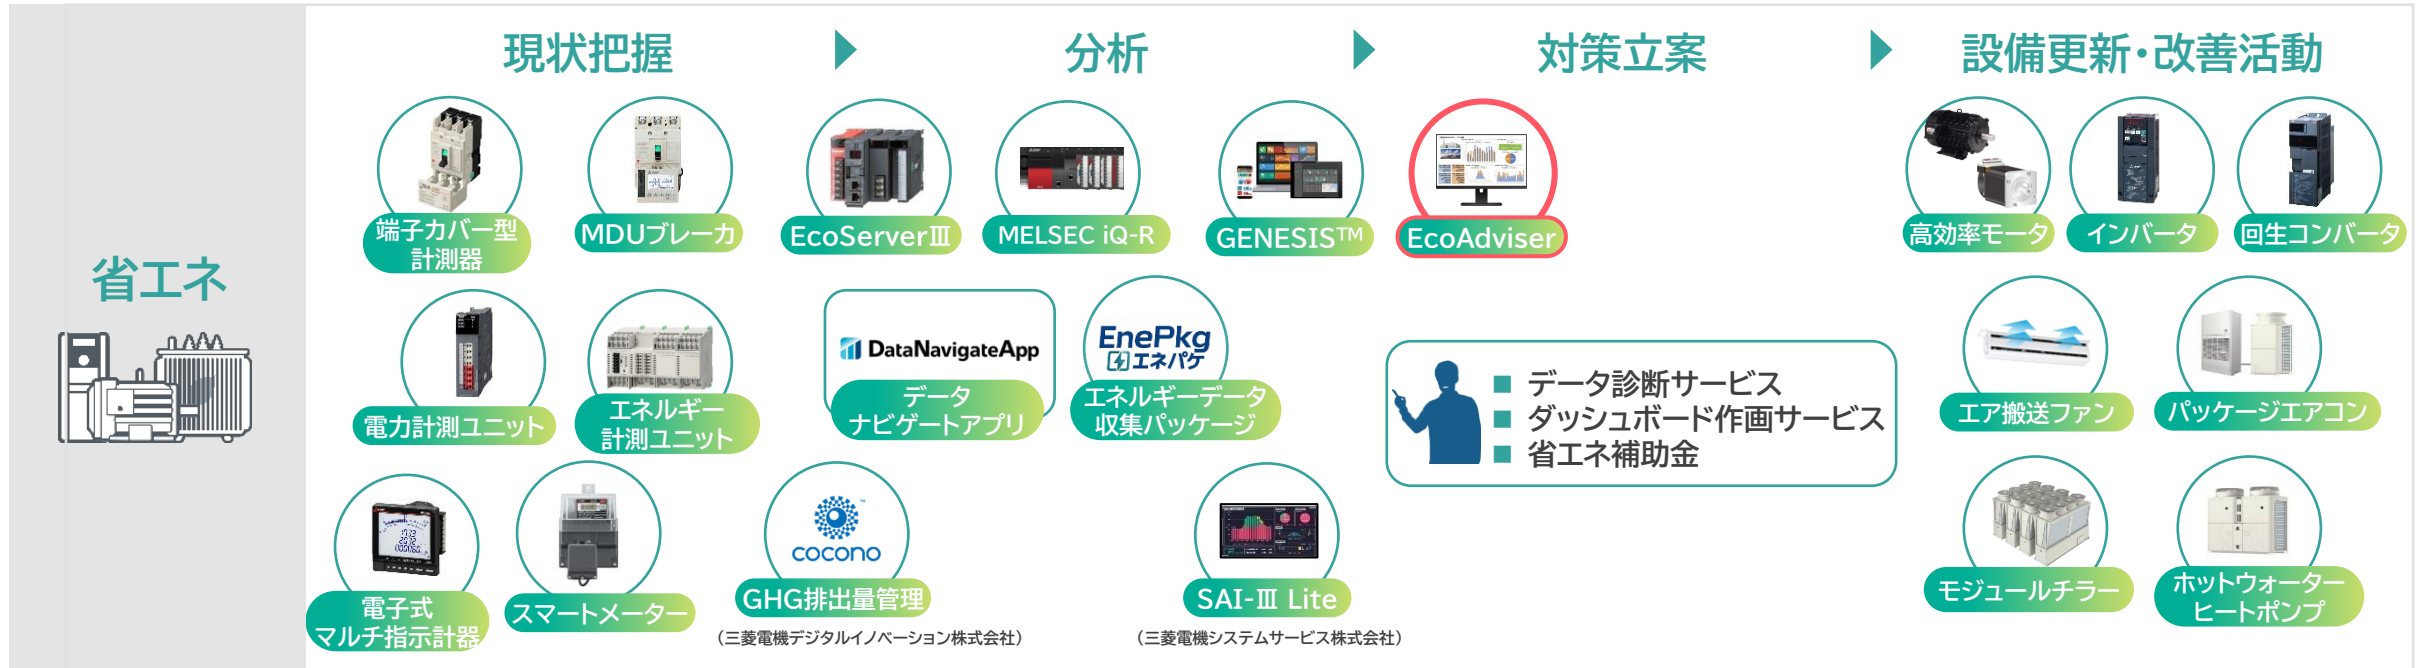 省エネ
現状把握
分析
対策立案
設備更新・改善活動
端子カバー型
計測器
MDUブレーカ
EcoServerⅢ
MELSEC iQ-R
GENESIS™
EcoAdviser
高効率モータ
インバータ
回生コンバータ
電力計測ユニット
エネルギー
計測ユニット
DataNavigateApp
データ
ナビゲートアプリ
EnePkg
エネパケ
エネルギーデータ
収集パッケージ
■ データ診断サービス
■ ダッシュボード作画サービス
■ 省エネ補助金
エア搬送ファン
パッケージエアコン
電子式
マルチ指示計器
スマートメーター
cocono™
GHG排出量管理
（三菱電機デジタルイノベーション株式会社）
SAI-Ⅲ Lite
（三菱電機システムサービス株式会社）
モジュールチラー
ホットウォーター
ヒートポンプ